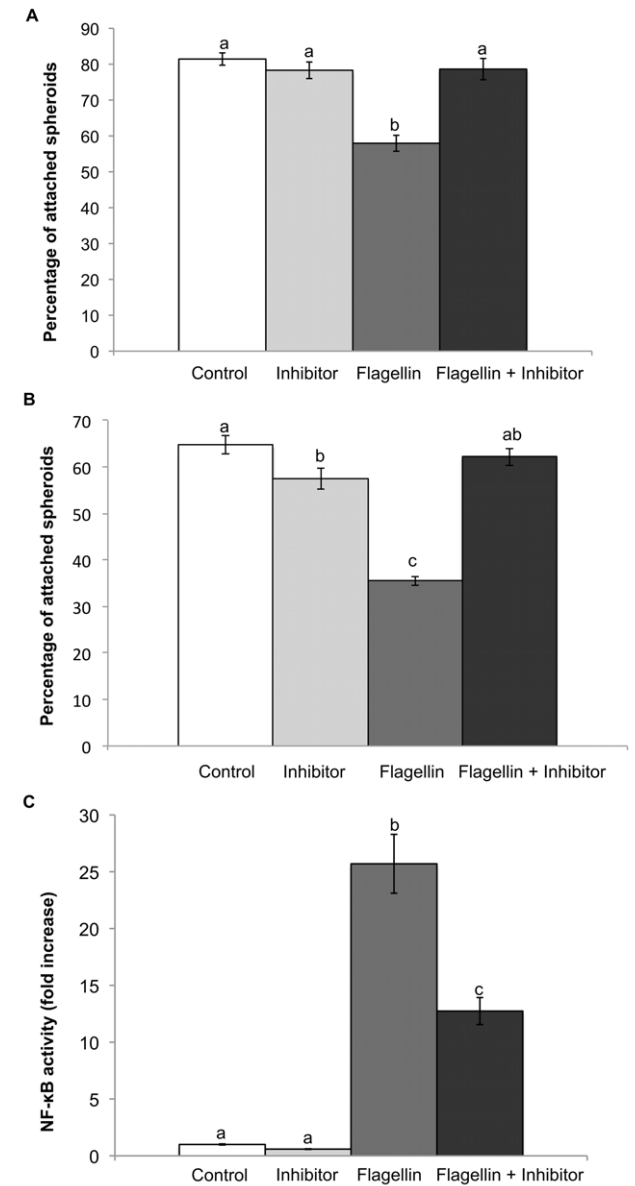 A
Percentage of attached spheroids
90
80
70
60
50
40
30
20
10
0
a
a
b
a
Control
Inhibitor
Flagellin
Flagellin + Inhibitor
B
Percentage of attached spheroids
70
60
50
40
30
20
10
0
a
b
c
ab
Control
Inhibitor
Flagellin
Flagellin + Inhibitor
C
NF-κB activity (fold increase)
30
25
20
15
10
5
0
a
a
b
c
Control
Inhibitor
Flagellin
Flagellin + Inhibitor